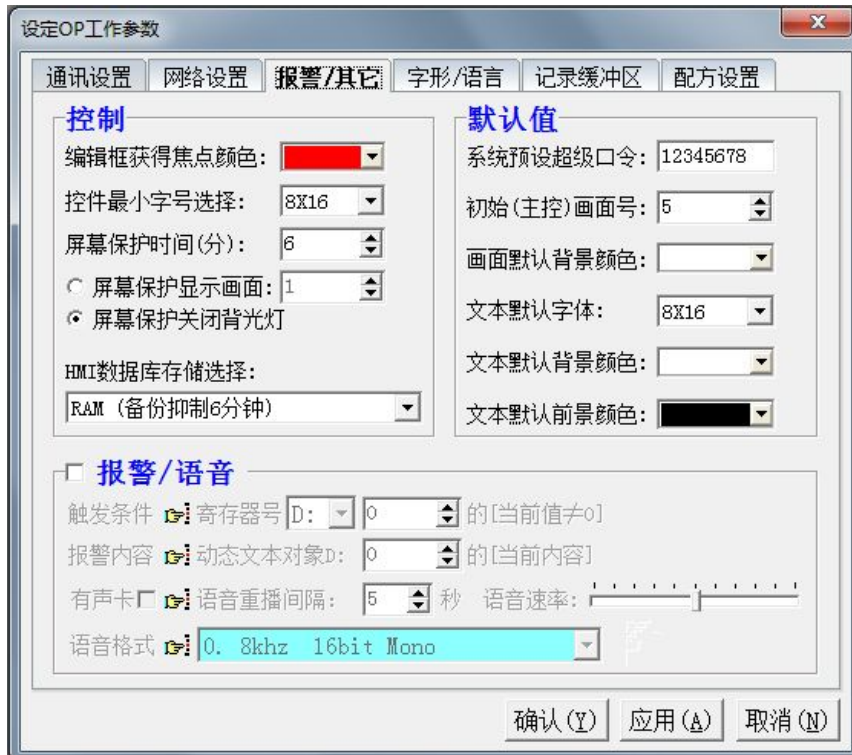 设定OP工作参数
通讯设置 网络设置 报警/其它 字形/语言 记录缓冲区 配方设置
控制
编辑框获得焦点颜色:
控件最小字号选择: 8X16
屏幕保护时间(分): 6
屏幕保护显示画面: 1
屏幕保护关闭背光灯
HMI数据库存储选择:
RAM (备份抑制6分钟)
默认值
系统预设超级口令: 12345678
初始(主控)画面号: 5
画面默认背景颜色:
文本默认字体: 8X16
文本默认背景颜色:
文本默认前景颜色:
报警/语音
触发条件 寄存器号 D: 0 的[当前值≠0]
报警内容 动态文本对象D: 0 的[当前内容]
有声卡 语音重播间隔: 5 秒 语音速率:
语音格式 0. 8khz 16bit Mono
确认(Y) 应用(A) 取消(N)